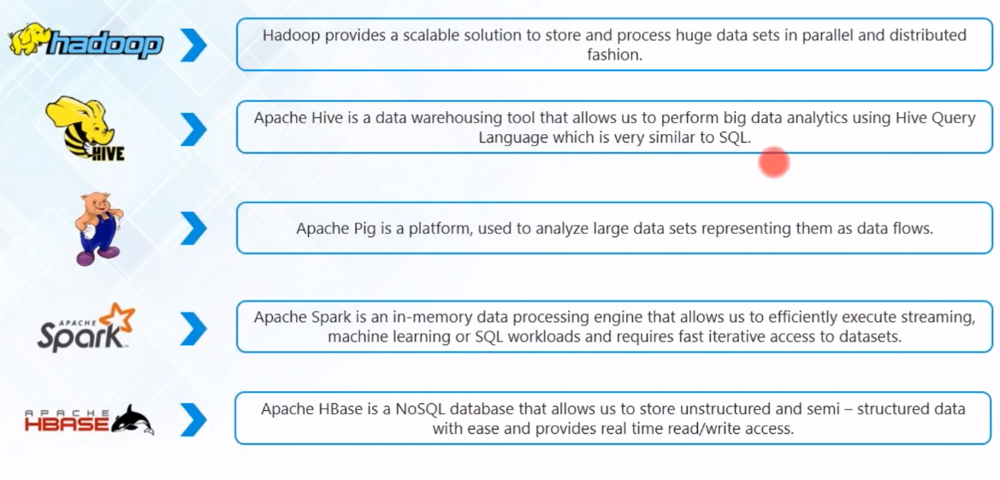 hadoop
Hadoop provides a scalable solution to store and process huge data sets in parallel and distributed
fashion.
HIVE
Apache Hive is a data warehousing tool that allows us to perform big data analytics using Hive Query
Language which is very similar to SQL.
Apache Pig is a platform, used to analyze large data sets representing them as data flows.
APACHE
Spark™
Apache Spark is an in-memory data processing engine that allows us to efficiently execute streaming,
machine learning or SQL workloads and requires fast iterative access to datasets.
APACHE
HBASE
Apache HBase is a NoSQL database that allows us to store unstructured and semi – structured data
with ease and provides real time read/write access.